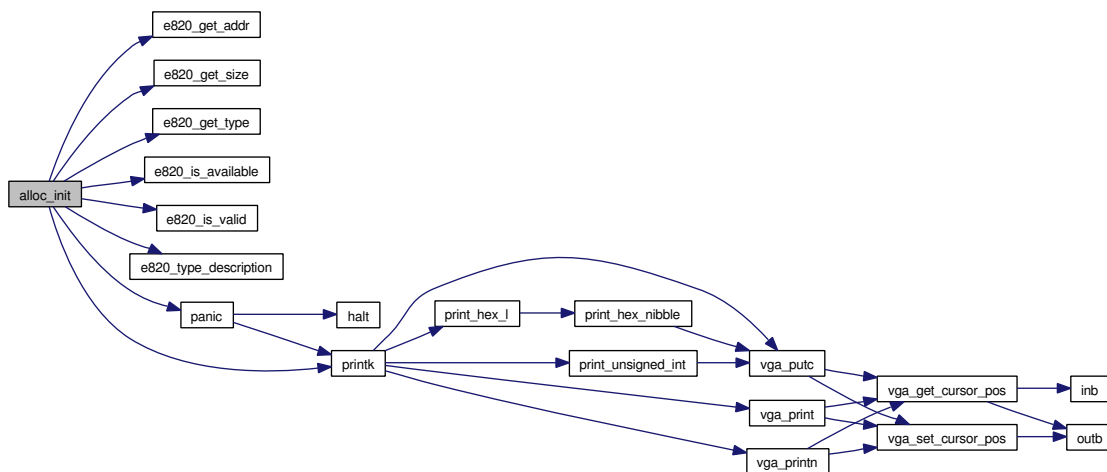 e820_get_addr
e820_get_size
e820_get_type
e820_is_available
alloc_init
e820_is_valid
e820_type_description
panic
halt
print_hex_l
print_hex_nibble
printk
print_unsigned_int
vga_putc
vga_get_cursor_pos
inb
vga_print
vga_set_cursor_pos
outb
vga_printn